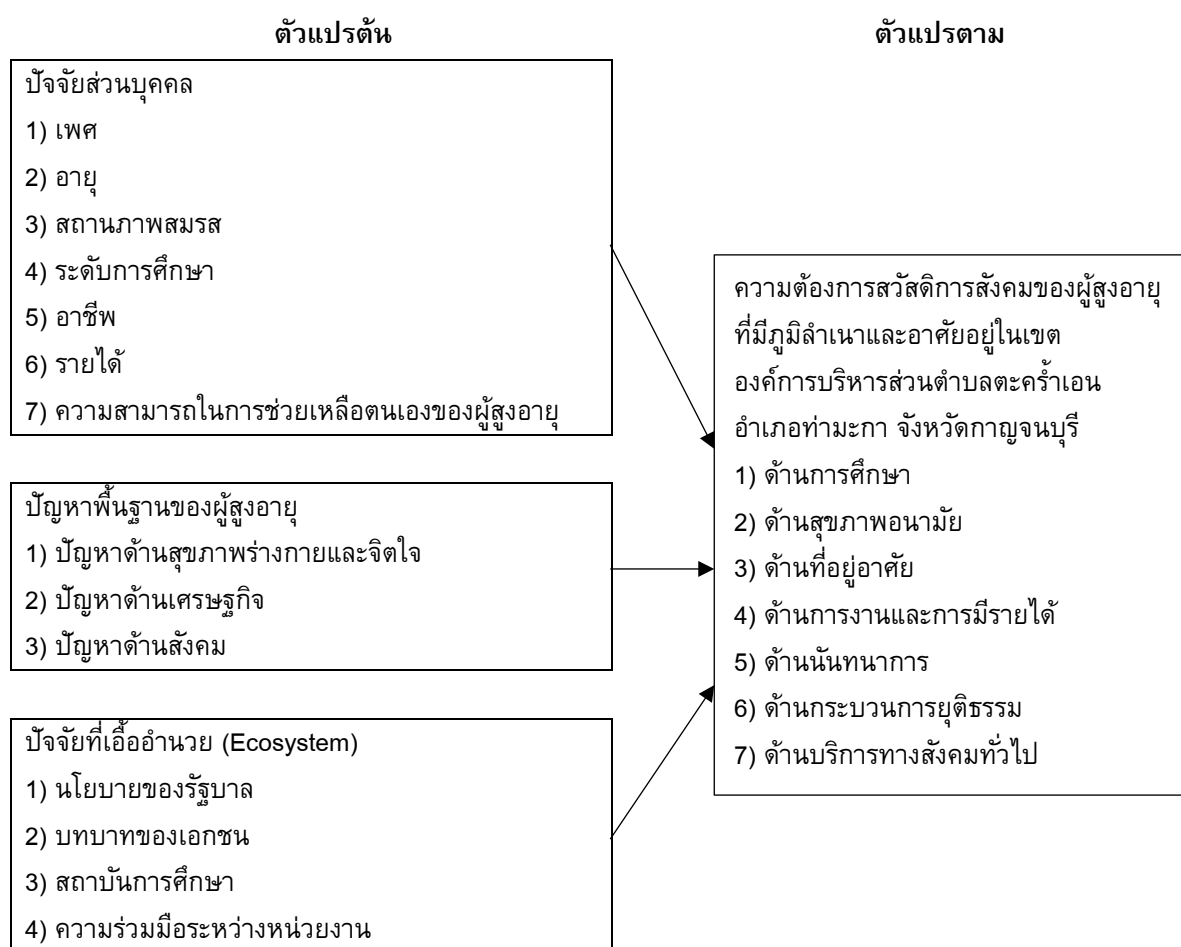 ตัวแปรต้น
ปัจจัยส่วนบุคคล
1) เพศ
2) อายุ
3) สถานภาพสมรส
4) ระดับการศึกษา
5) อาชีพ
6) รายได้
7) ความสามารถในการช่วยเหลือตนเองของผู้สูงอายุ
ปัญหาพื้นฐานของผู้สูงอายุ
1) ปัญหาด้านสุขภาพร่างกายและจิตใจ
2) ปัญหาด้านเศรษฐกิจ
3) ปัญหาด้านสังคม
ปัจจัยที่เอื้ออำนวย (Ecosystem)
1) นโยบายของรัฐบาล
2) บทบาทของเอกชน
3) สถาบันการศึกษา
4) ความร่วมมือระหว่างหน่วยงาน
ตัวแปรตาม
ความต้องการสวัสดิการสังคมของผู้สูงอายุ
ที่มีภูมิลำเนาและอาศัยอยู่ในเขต
องค์การบริหารส่วนตำบลตะคร้ำเอน
อำเภอท่ามะกา จังหวัดกาญจนบุรี
1) ด้านการศึกษา
2) ด้านสุขภาพอนามัย
3) ด้านที่อยู่อาศัย
4) ด้านการงานและการมีรายได้
5) ด้านนันทนาการ
6) ด้านกระบวนการยุติธรรม
7) ด้านบริการทางสังคมทั่วไป